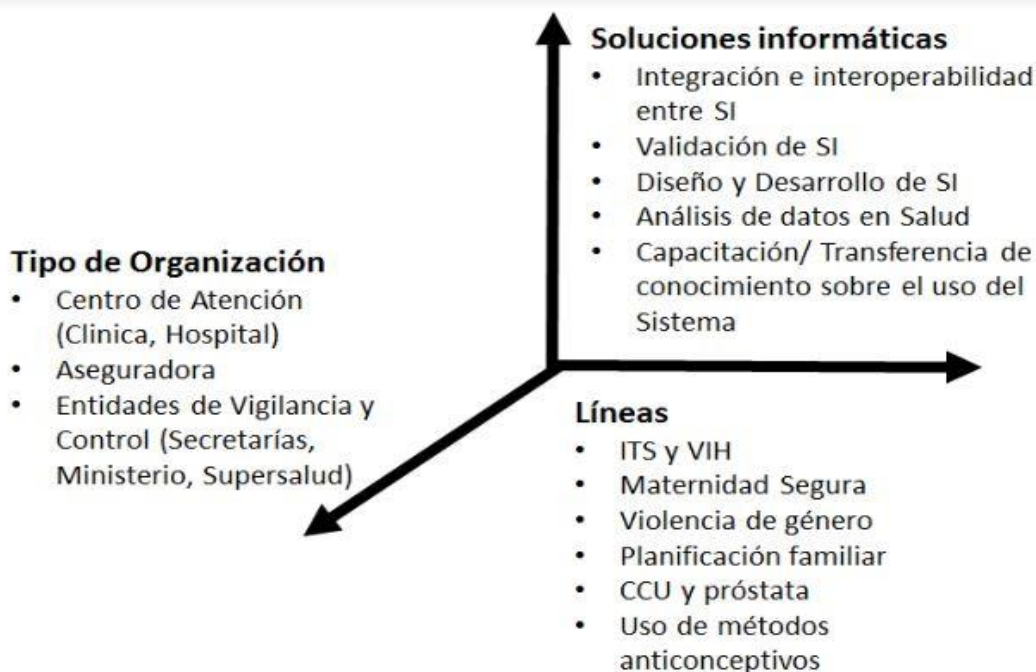 Soluciones informáticas
• Integración e interoperabilidad
entre SI
• Validación de SI
• Diseño y Desarrollo de SI
• Análisis de datos en Salud
• Capacitación/ Transferencia de
conocimiento sobre el uso del
Sistema
Tipo de Organización
• Centro de Atención
(Clinica, Hospital)
• Aseguradora
• Entidades de Vigilancia y
Control (Secretarías,
Ministerio, Supersalud)
Líneas
• ITS y VIH
• Maternidad Segura
• Violencia de género
• Planificación familiar
• CCU y próstata
• Uso de métodos
anticonceptivos